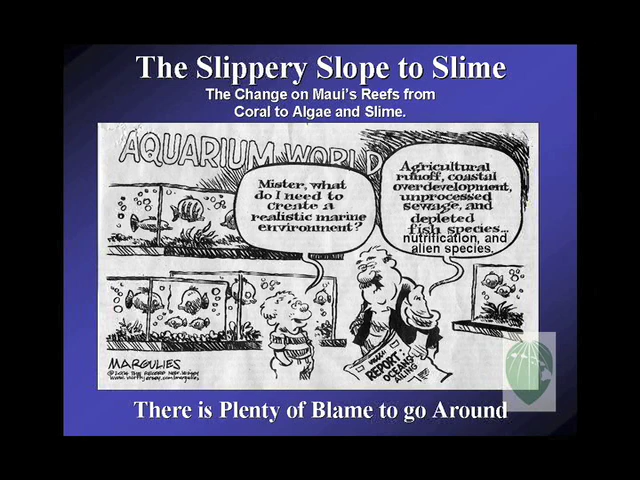 The Slippery Slope to Slime
The Change on Maui's Reefs from
Coral to Algae and Slime.
AQUARIUM WORLD
Mister, what
do I need to
create a
realistic marine
environment?
Agricultural
runoff, coastal
overdevelopment,
unprocessed
sewage, and
depleted
fish species...
nutrification, and
alien species.
REPORT:
OCEANS
AILING
MARGULIES
There is Plenty of Blame to go Around